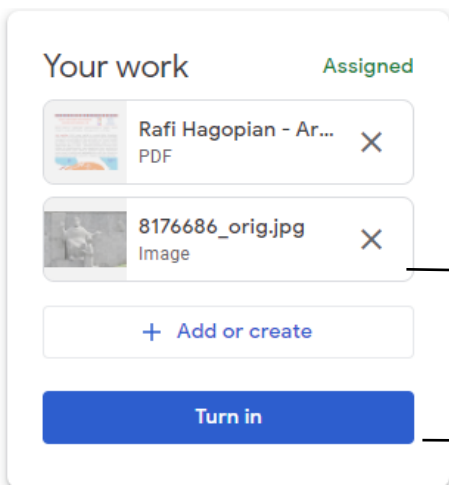 Your work Assigned
Rafi Hagopian - Ar...
PDF
8176686_orig.jpg
Image
+ Add or create
Turn in